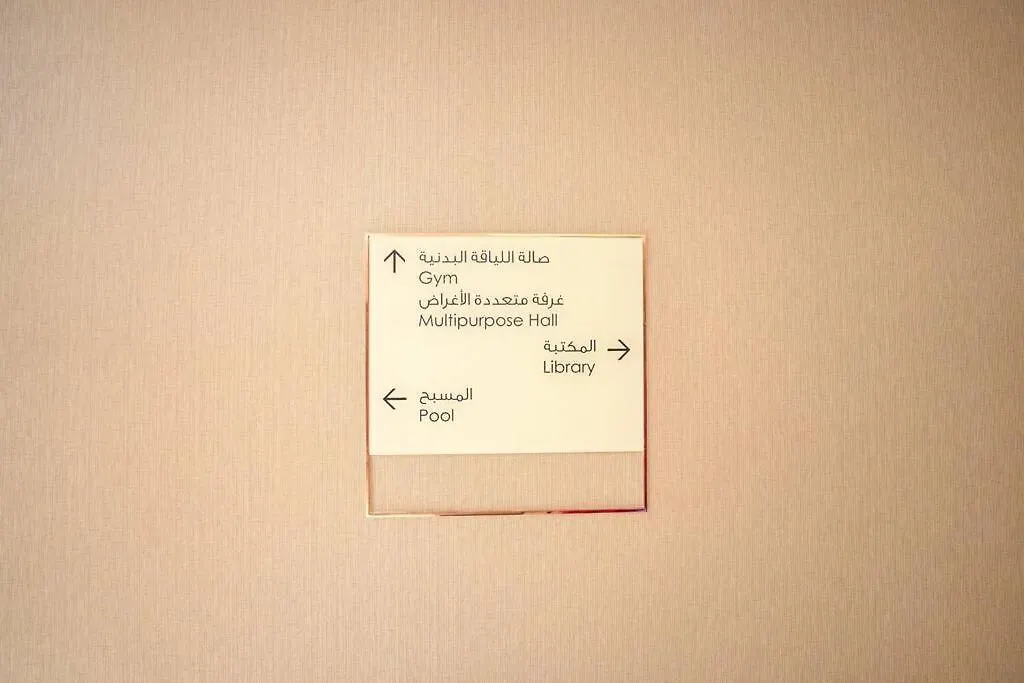 صالة اللياقة البدنية
Gym
غرفة متعددة الأغراض
Multipurpose Hall
المكتبة
Library
المسبح
Pool